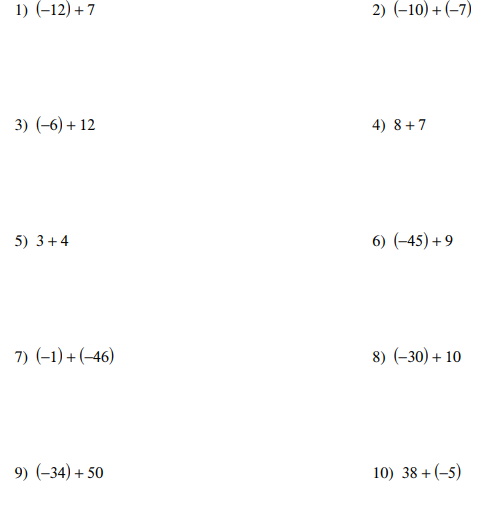 1) (–12) + 7
2) (–10) + (–7)
3) (–6) + 12
4) 8 + 7
5) 3 + 4
6) (–45) + 9
7) (–1) + (–46)
8) (–30) + 10
9) (–34) + 50
10) 38 + (–5)